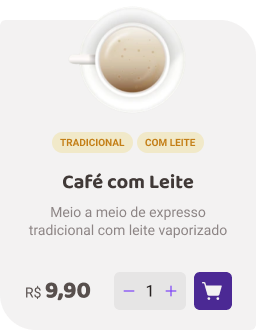 TRADICIONAL COM LEITE
Café com Leite
Meio a meio de expresso
tradicional com leite vaporizado
R$ 9,90 − 1 +